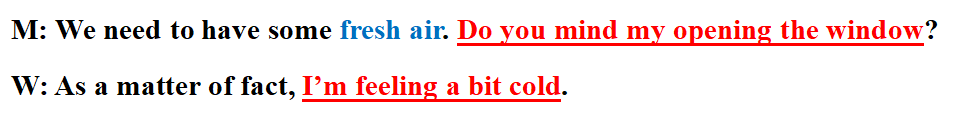 M: We need to have some fresh air. Do you mind my opening the window?
W: As a matter of fact, I’m feeling a bit cold.